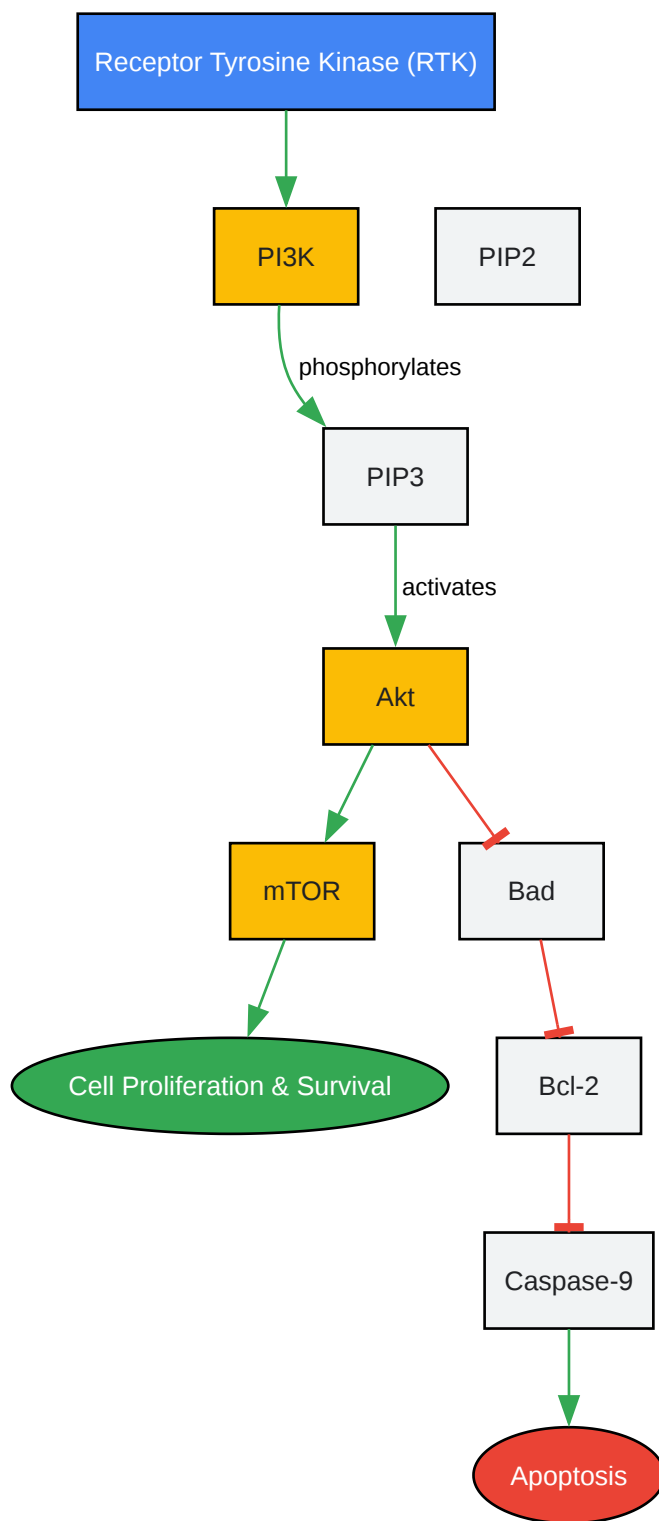 Receptor Tyrosine Kinase (RTK)
PI3K
PIP2
phosphorylates
PIP3
activates
Akt
mTOR
Bad
Cell Proliferation & Survival
Bcl-2
Caspase-9
Apoptosis